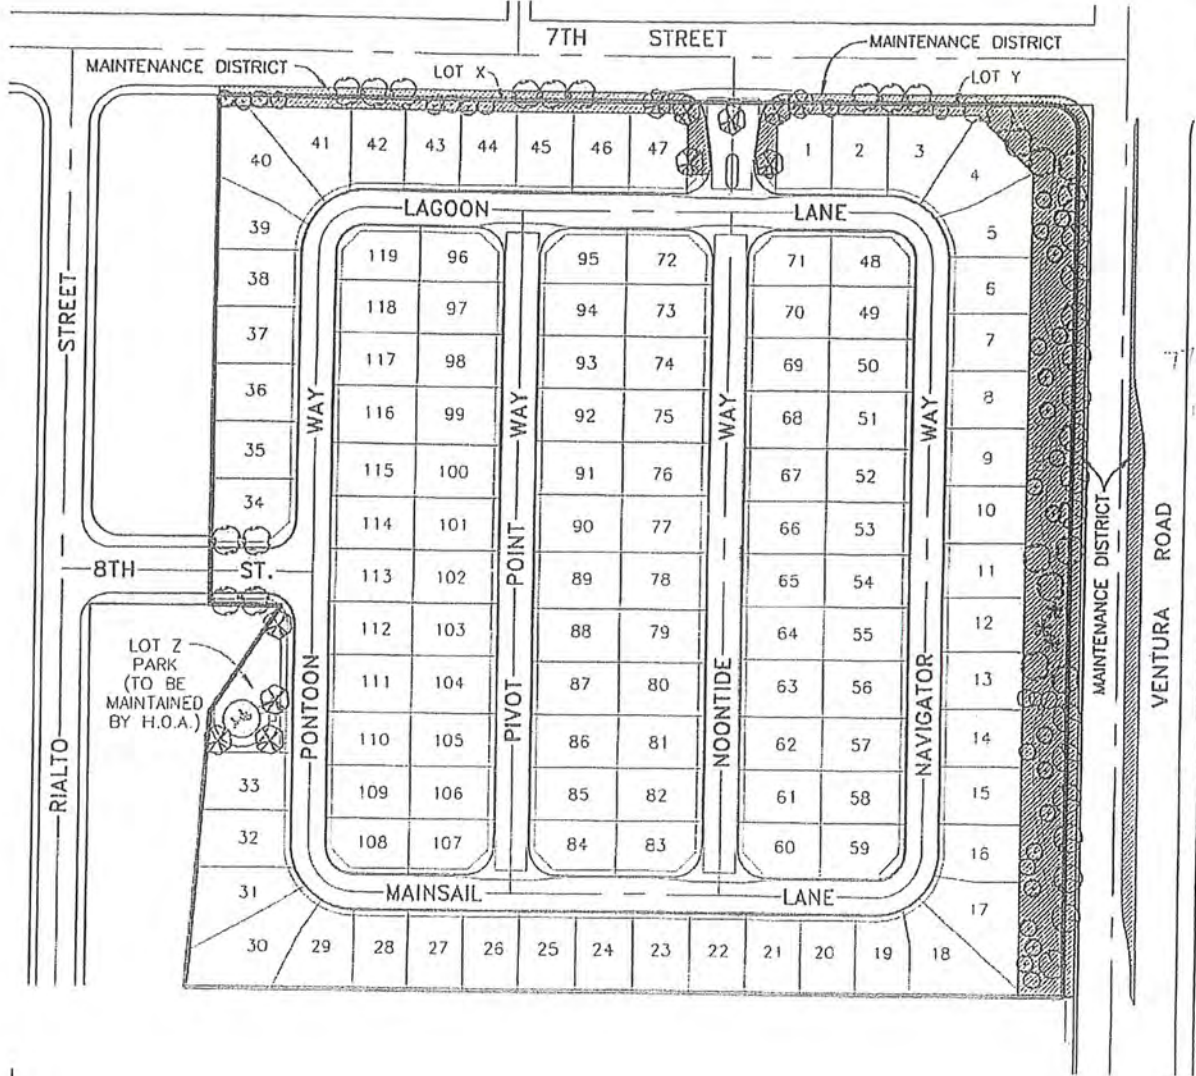 7TH STREET
MAINTENANCE DISTRICT
MAINTENANCE DISTRICT
LOT X
LOT Y
41 42 43 44 45 46 47 1 2 3
40
4
LAGOON LANE
39
5
119 96 95 72 71 48
38
6
118 97 94 73 70 49
37
7
117 98 93 74 69 50
36
8
116 99 92 75 68 51
35
9
115 100 91 76 67 52
34
10
114 101 90 77 66 53
8TH ST.
11
113 102 89 78 65 54
12
112 103 88 79 64 55
LOT Z
PARK
(TO BE
MAINTAINED
BY H.O.A.)
13
111 104 87 80 63 56
14
110 105 86 81 62 57
33
15
109 106 85 82 61 58
32
16
108 107 84 83 60 59
31
17
MAINSAIL LANE
30 29 28 27 26 25 24 23 22 21 20 19 18
RIALTO STREET
PONTOON WAY
PIVOT POINT WAY
NOONTIDE WAY
NAVIGATOR WAY
MAINTENANCE DISTRICT
VENTURA ROAD